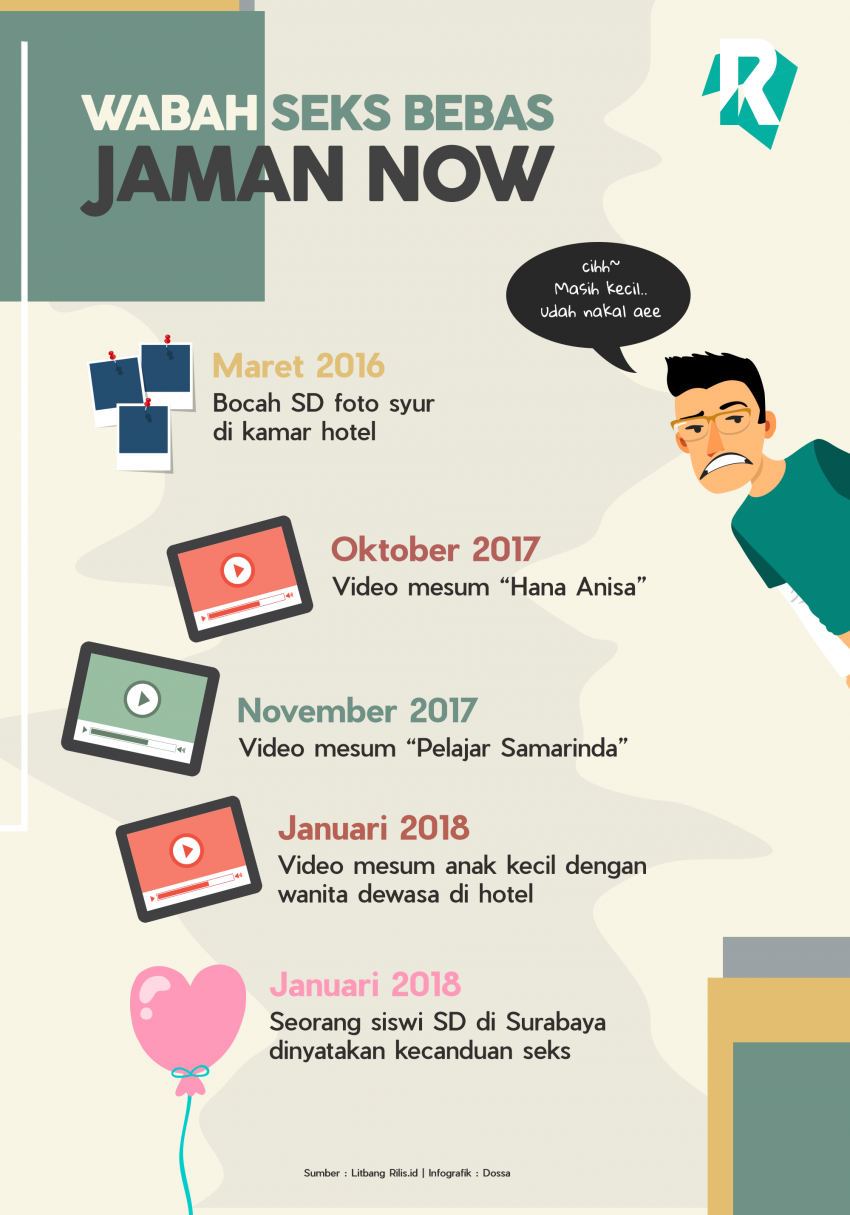 WABAH SEKS BEBAS
JAMAN NOW
R
cihh~
Masih kecil..
udah nakal aee
Maret 2016
Bocah SD foto syur
di kamar hotel
Oktober 2017
Video mesum “Hana Anisa”
November 2017
Video mesum “Pelajar Samarinda”
Januari 2018
Video mesum anak kecil dengan
wanita dewasa di hotel
Januari 2018
Seorang siswi SD di Surabaya
dinyatakan kecanduan seks
Sumber : Litbang Rilis.id | Infografik : Dossa